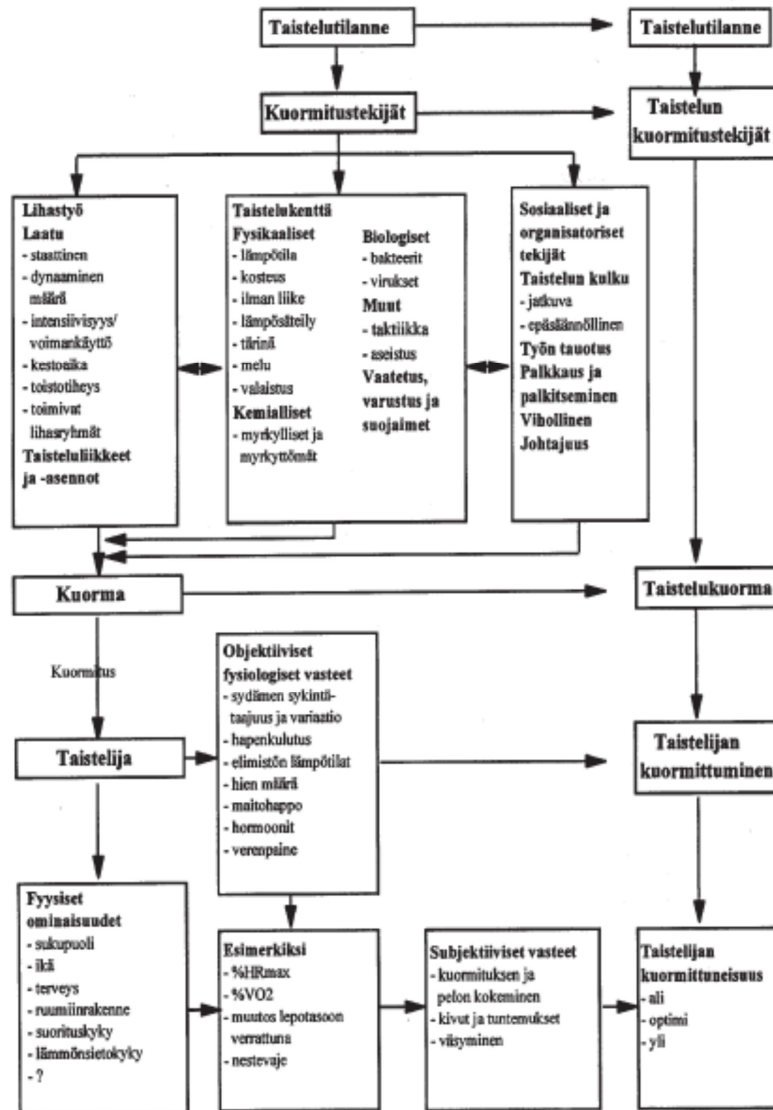 Taistelutilanne
Taistelutilanne
Kuormitustekijät
Taistelun
kuormitustekijät
Lihastyö
Laatu
- staattinen
- dynaaminen
määrä
- intensiivisyys/
voimankäyttö
- kestoaika
- toistotiheys
- toimivat
lihasryhmät
Taisteluliikkeet
ja -asennot
Taistelukenttä
Fysikaaliset
- lämpötila
- kosteus
- ilman liike
- lämpösäteily
- tärinä
- melu
- valaistus
Kemialliset
- myrkylliset ja
myrkyttömät
Biologiset
- bakteerit
- virukset
Muut
- taktiikka
- aseistus
Vaatetus,
varustus ja
suojaimet
Sosiaaliset ja
organisatoriset
tekijät
Taistelun kulku
- jatkuva
- epäsäännöllinen
Työn tauotus
Palkkaus ja
palkitseminen
Vihollinen
Johtajuus
Kuorma
Taistelukuorma
Kuormitus
Objektiiviset
fysiologiset vasteet
- sydämen sykintä-
taajuus ja variaatio
- hapenkulutus
- elimistön lämpötilat
- hien määrä
- maitohappo
- hormoonit
- verenpaine
Taistelija
Taistelijan
kuormittuminen
Fyysiset
ominaisuudet
- sukupuoli
- ikä
- terveys
- ruumiinrakenne
- suorituskyky
- lämmönsietokyky
- ?
Esimerkiksi
- %HRmax
- %VO2
- muutos lepotasoon
verrattuna
- nestevaje
Subjektiiviset vasteet
- kuormituksen ja
pelon kokeminen
- kivut ja tuntemukset
- väsyminen
Taistelijan
kuormittuneisuus
- ali
- optimi
- yli